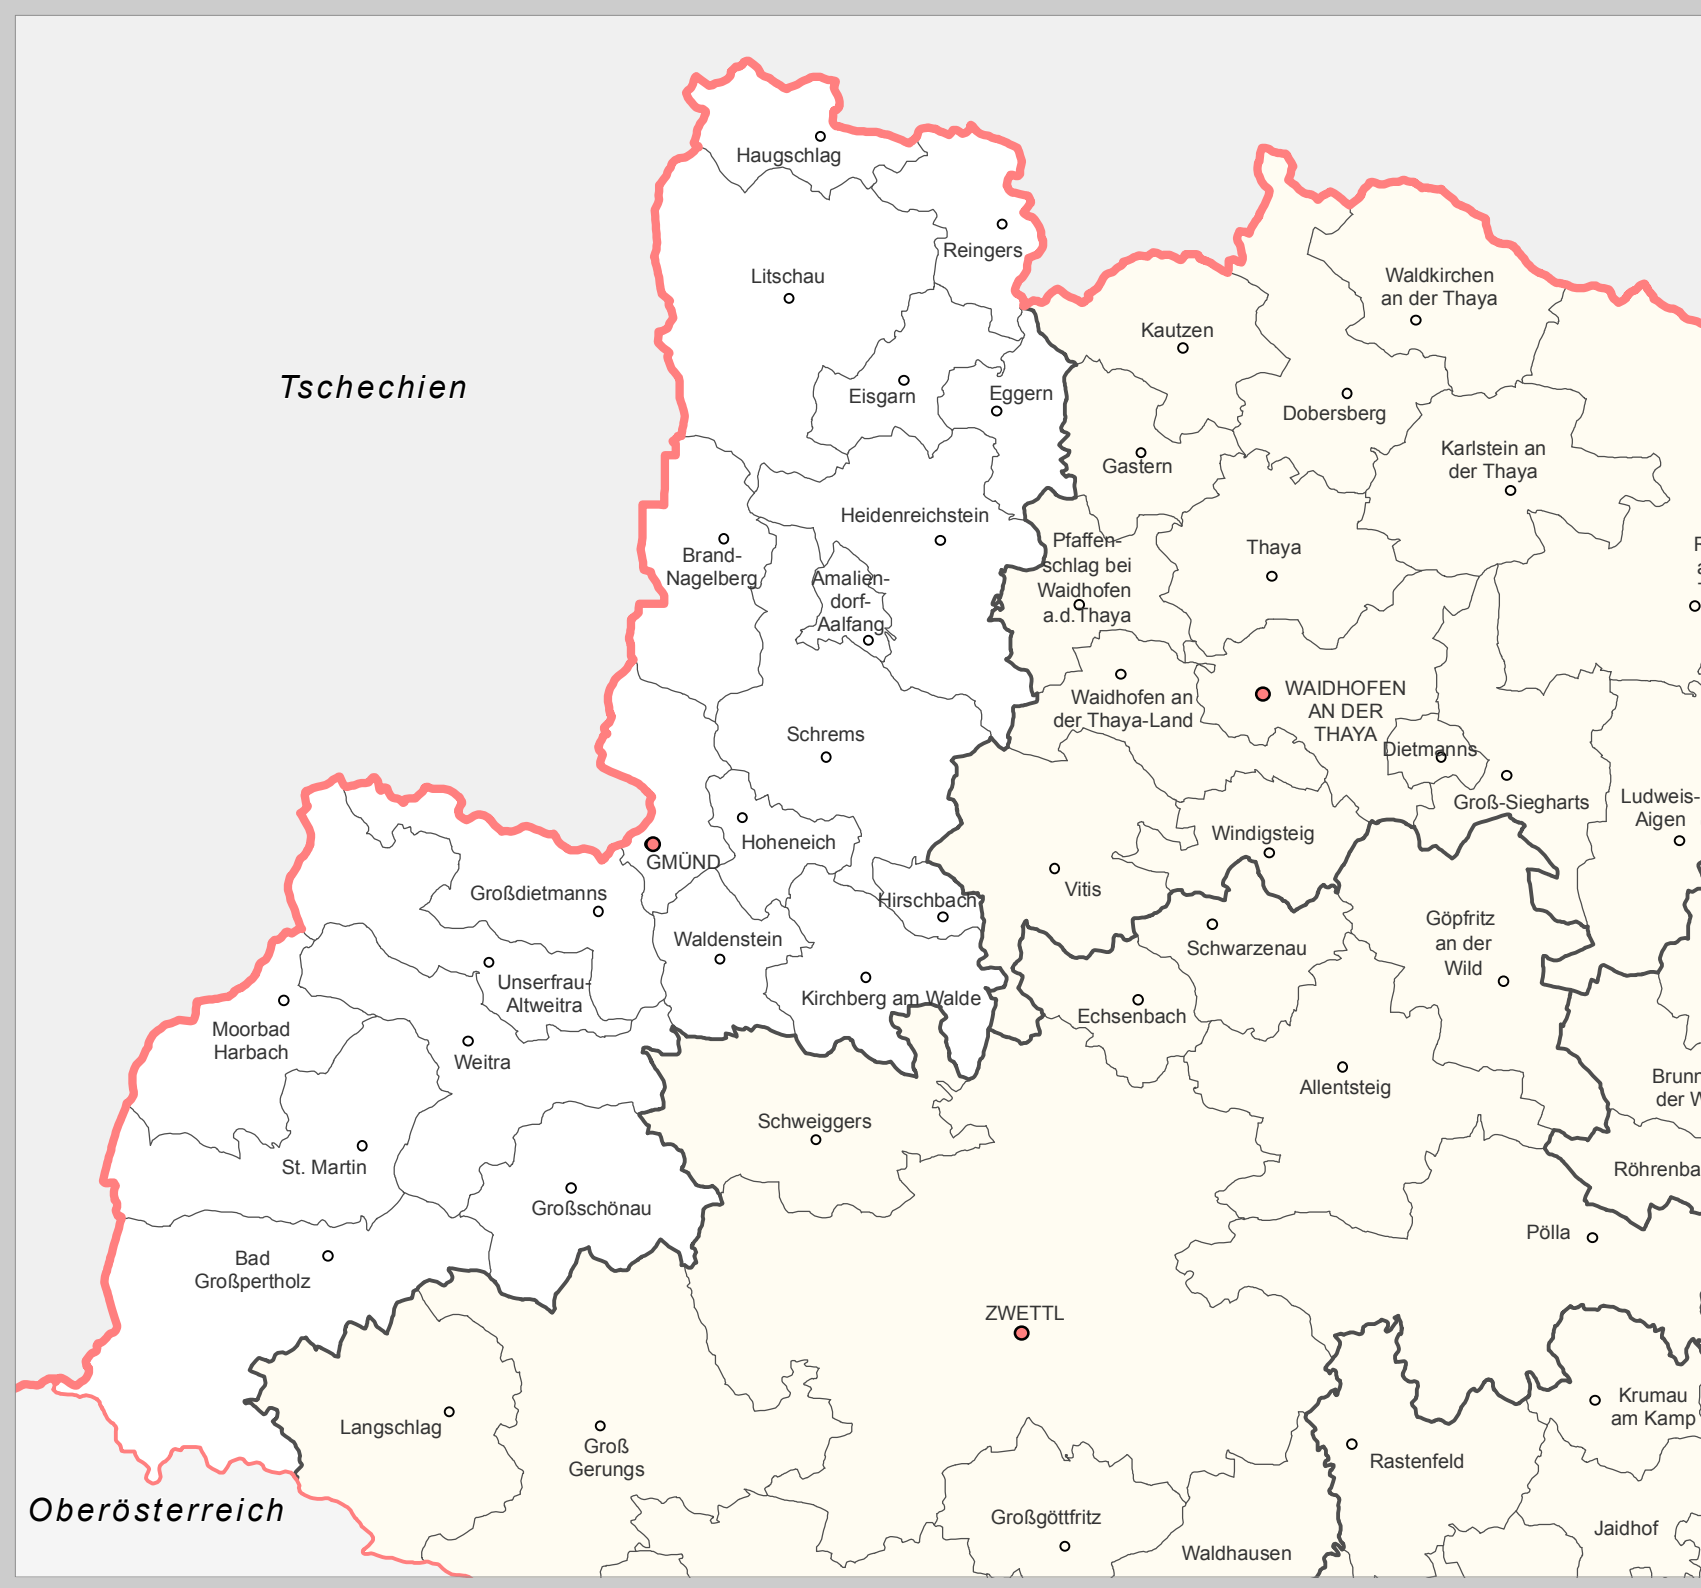 Haugschlag
Reingers
Litschau
Waldkirchen
an der Thaya
Kautzen
Tschechien
Eisgarn
Eggern
Dobersberg
Gastern
Karlstein an
der Thaya
Heidenreichstein
Brand-
Nagelberg
Amalien-
dorf-
Aalfang
Pfaffen-
schlag bei
Waidhofen
a.d.Thaya
Thaya
Waidhofen an
der Thaya-Land
WAIDHOFEN
AN DER
THAYA
Schrems
Dietmanns
Groß-Siegharts
Ludweis-
Aigen
Hoheneich
GMÜND
Windigsteig
Vitis
Großdietmanns
Hirschbach
Göpfritz
an der
Wild
Waldenstein
Schwarzenau
Unserfrau-
Altweitra
Kirchberg am Walde
Echsenbach
Moorbad
Harbach
Weitra
Allentsteig
Brunn
der W
Schweiggers
St. Martin
Röhrenba
Großschönau
Pölla
Bad
Großpertholz
ZWETTL
Langschlag
Groß
Gerungs
Krumau
am Kamp
Rastenfeld
Oberösterreich
Großgöttfritz
Waldhausen
Jaidhof